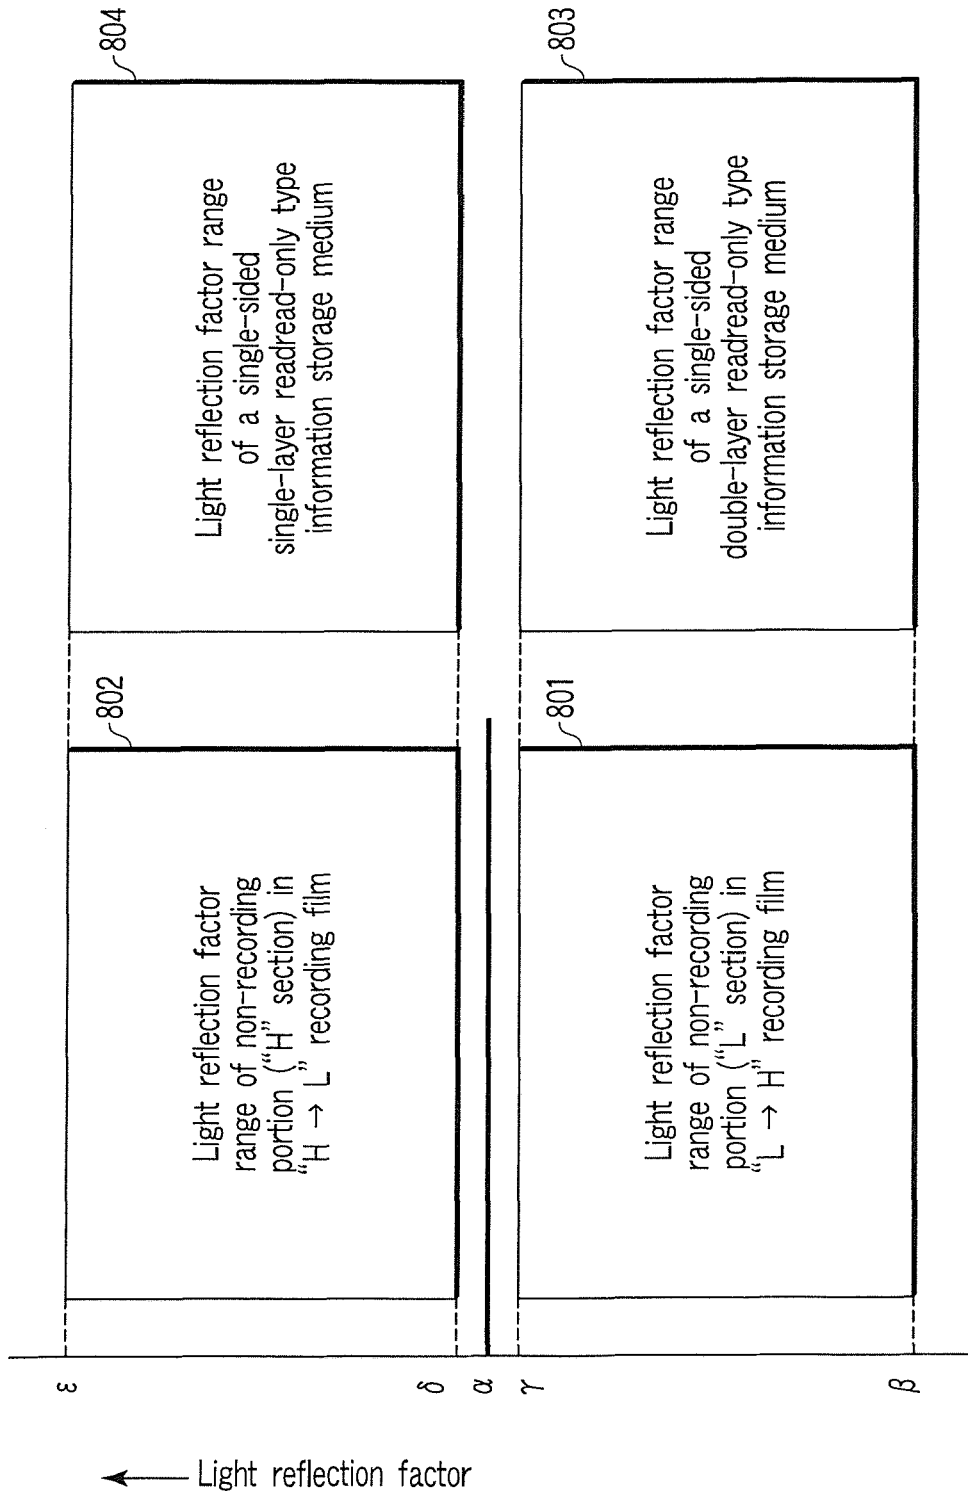 804
Light reflection factor range
of a single-sided
single-layer readread-only type
information storage medium
803
Light reflection factor range
of a single-sided
double-layer readread-only type
information storage medium
802
Light reflection factor
range of non-recording
portion (“H” section) in
“H → L” recording film
801
Light reflection factor
range of non-recording
portion (“L” section) in
“L → H” recording film
ε
δ
α
γ
β
← Light reflection factor